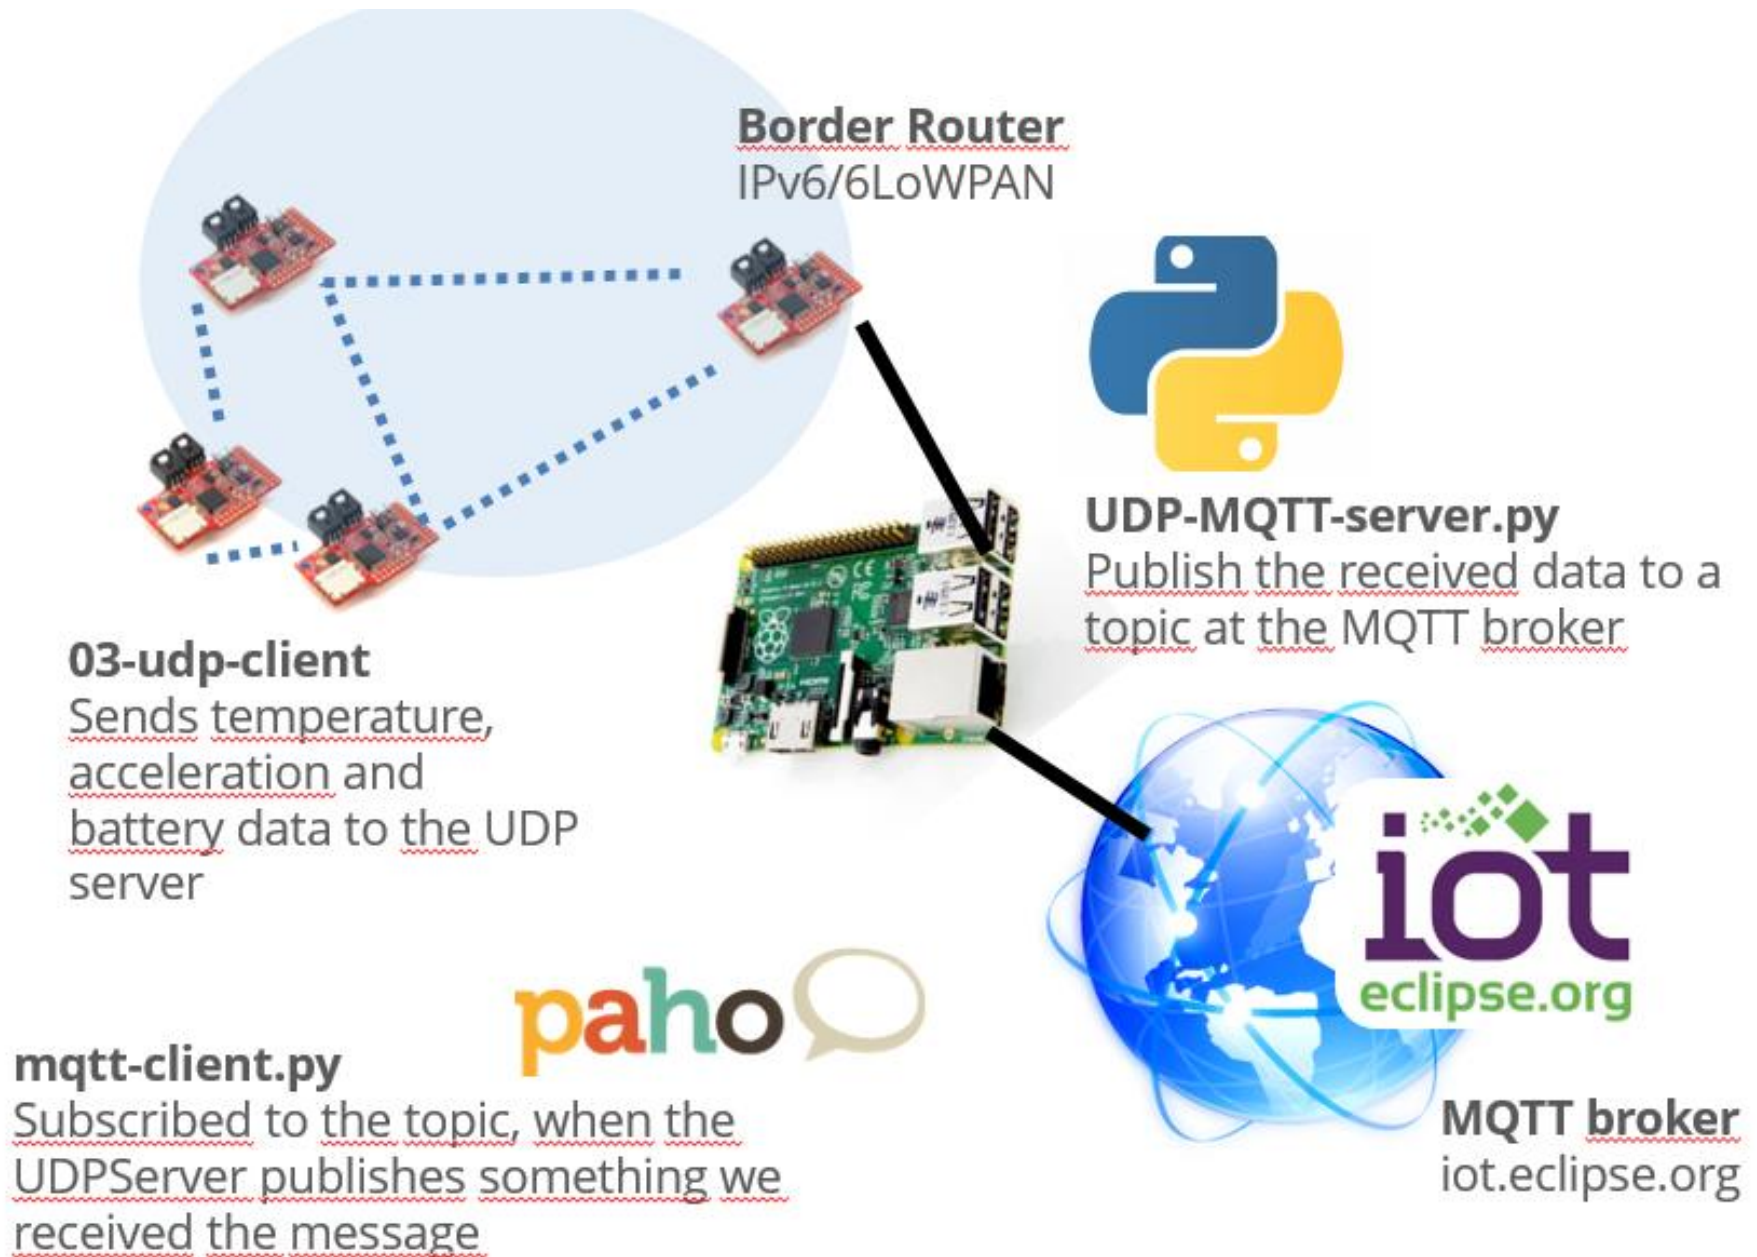 Border Router
IPv6/6LoWPAN
UDP-MQTT-server.py
Publish the received data to a
topic at the MQTT broker
03-udp-client
Sends temperature,
acceleration and
battery data to the UDP
server
iot
eclipse.org
paho
mqtt-client.py
Subscribed to the topic, when the
UDPServer publishes something we
received the message
MQTT broker
iot.eclipse.org